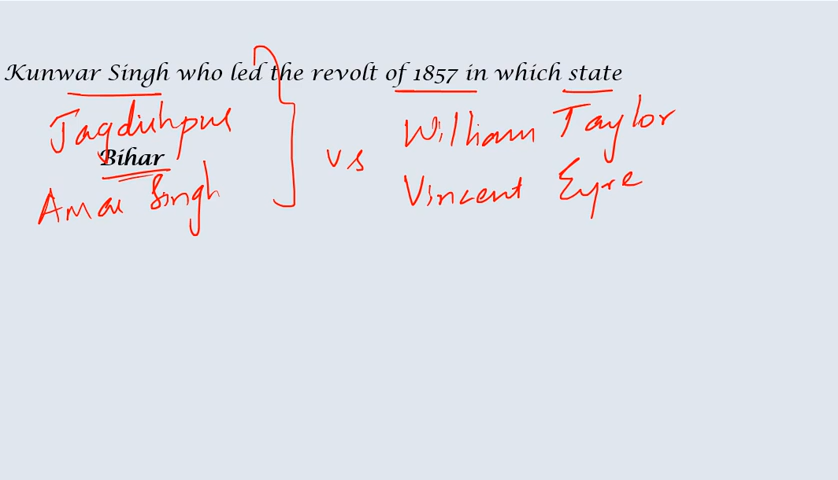 Kunwar Singh who led the revolt of 1857 in which state
Jagdishpur
William Taylor
Bihar
vs
Amar Singh
Vincent Eyre